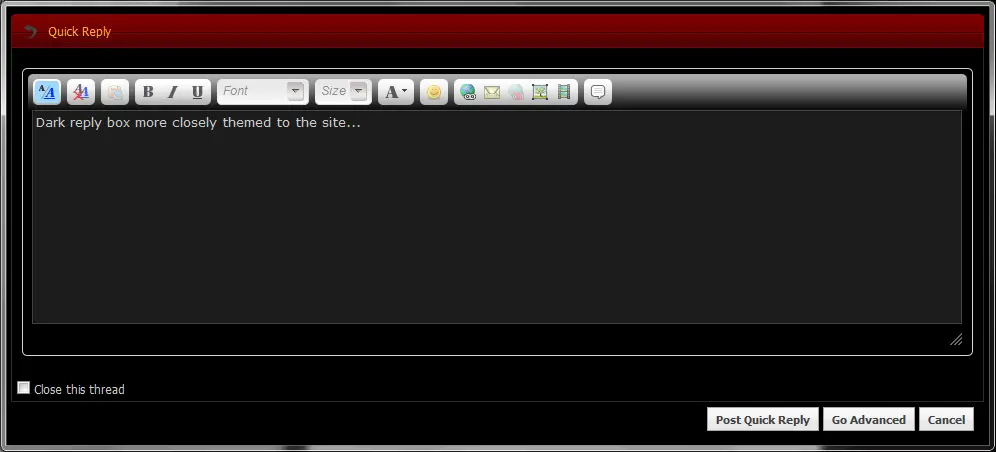 Quick Reply
A A A B I U Font Size A
Dark reply box more closely themed to the site...
Close this thread
Post Quick Reply Go Advanced Cancel